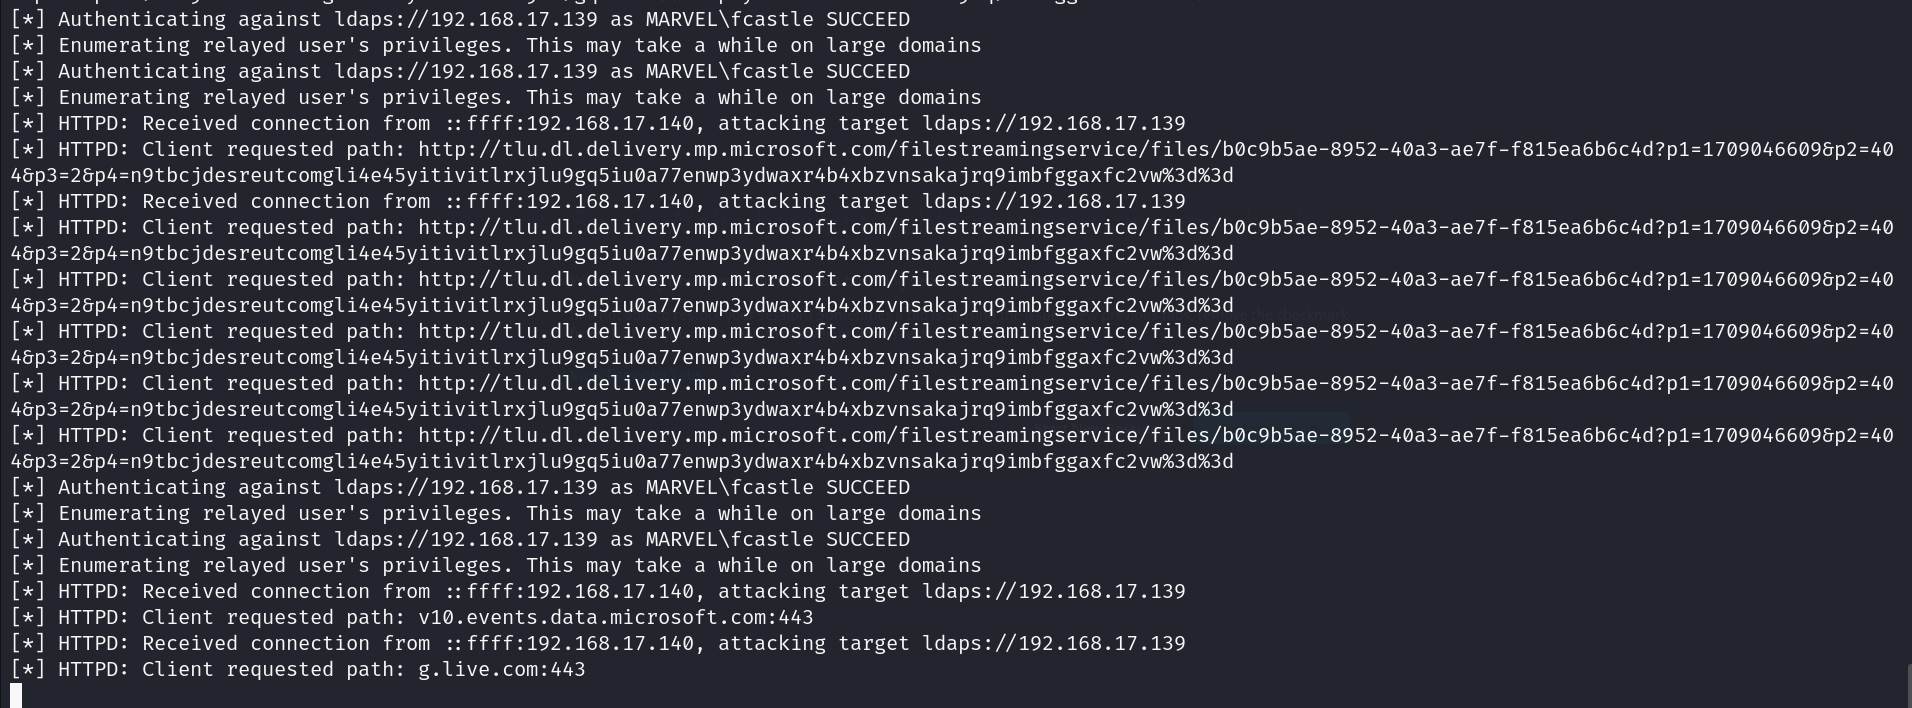 [*] Authenticating against ldaps://192.168.17.139 as MARVEL\fcastle SUCCEED
[*] Enumerating relayed user's privileges. This may take a while on large domains
[*] Authenticating against ldaps://192.168.17.139 as MARVEL\fcastle SUCCEED
[*] Enumerating relayed user's privileges. This may take a while on large domains
[*] HTTPD: Received connection from ::ffff:192.168.17.140, attacking target ldaps://192.168.17.139
[*] HTTPD: Client requested path: http://tlu.dl.delivery.mp.microsoft.com/filestreamingservice/files/b0c9b5ae-8952-40a3-ae7f-f815ea6b6c4d?p1=1709046609&p2=40
4&p3=2&p4=n9tbcjdesreutcomgli4e45yitivitlrxjlu9gq5iu0a77enwp3ydwaxr4b4xbzvnsakajrq9imbfggaxfc2vw%3d%3d
[*] HTTPD: Received connection from ::ffff:192.168.17.140, attacking target ldaps://192.168.17.139
[*] HTTPD: Client requested path: http://tlu.dl.delivery.mp.microsoft.com/filestreamingservice/files/b0c9b5ae-8952-40a3-ae7f-f815ea6b6c4d?p1=1709046609&p2=40
4&p3=2&p4=n9tbcjdesreutcomgli4e45yitivitlrxjlu9gq5iu0a77enwp3ydwaxr4b4xbzvnsakajrq9imbfggaxfc2vw%3d%3d
[*] HTTPD: Client requested path: http://tlu.dl.delivery.mp.microsoft.com/filestreamingservice/files/b0c9b5ae-8952-40a3-ae7f-f815ea6b6c4d?p1=1709046609&p2=40
4&p3=2&p4=n9tbcjdesreutcomgli4e45yitivitlrxjlu9gq5iu0a77enwp3ydwaxr4b4xbzvnsakajrq9imbfggaxfc2vw%3d%3d
[*] HTTPD: Client requested path: http://tlu.dl.delivery.mp.microsoft.com/filestreamingservice/files/b0c9b5ae-8952-40a3-ae7f-f815ea6b6c4d?p1=1709046609&p2=40
4&p3=2&p4=n9tbcjdesreutcomgli4e45yitivitlrxjlu9gq5iu0a77enwp3ydwaxr4b4xbzvnsakajrq9imbfggaxfc2vw%3d%3d
[*] HTTPD: Client requested path: http://tlu.dl.delivery.mp.microsoft.com/filestreamingservice/files/b0c9b5ae-8952-40a3-ae7f-f815ea6b6c4d?p1=1709046609&p2=40
4&p3=2&p4=n9tbcjdesreutcomgli4e45yitivitlrxjlu9gq5iu0a77enwp3ydwaxr4b4xbzvnsakajrq9imbfggaxfc2vw%3d%3d
[*] HTTPD: Client requested path: http://tlu.dl.delivery.mp.microsoft.com/filestreamingservice/files/b0c9b5ae-8952-40a3-ae7f-f815ea6b6c4d?p1=1709046609&p2=40
4&p3=2&p4=n9tbcjdesreutcomgli4e45yitivitlrxjlu9gq5iu0a77enwp3ydwaxr4b4xbzvnsakajrq9imbfggaxfc2vw%3d%3d
[*] Authenticating against ldaps://192.168.17.139 as MARVEL\fcastle SUCCEED
[*] Enumerating relayed user's privileges. This may take a while on large domains
[*] Authenticating against ldaps://192.168.17.139 as MARVEL\fcastle SUCCEED
[*] Enumerating relayed user's privileges. This may take a while on large domains
[*] HTTPD: Received connection from ::ffff:192.168.17.140, attacking target ldaps://192.168.17.139
[*] HTTPD: Client requested path: v10.events.data.microsoft.com:443
[*] HTTPD: Received connection from ::ffff:192.168.17.140, attacking target ldaps://192.168.17.139
[*] HTTPD: Client requested path: g.live.com:443